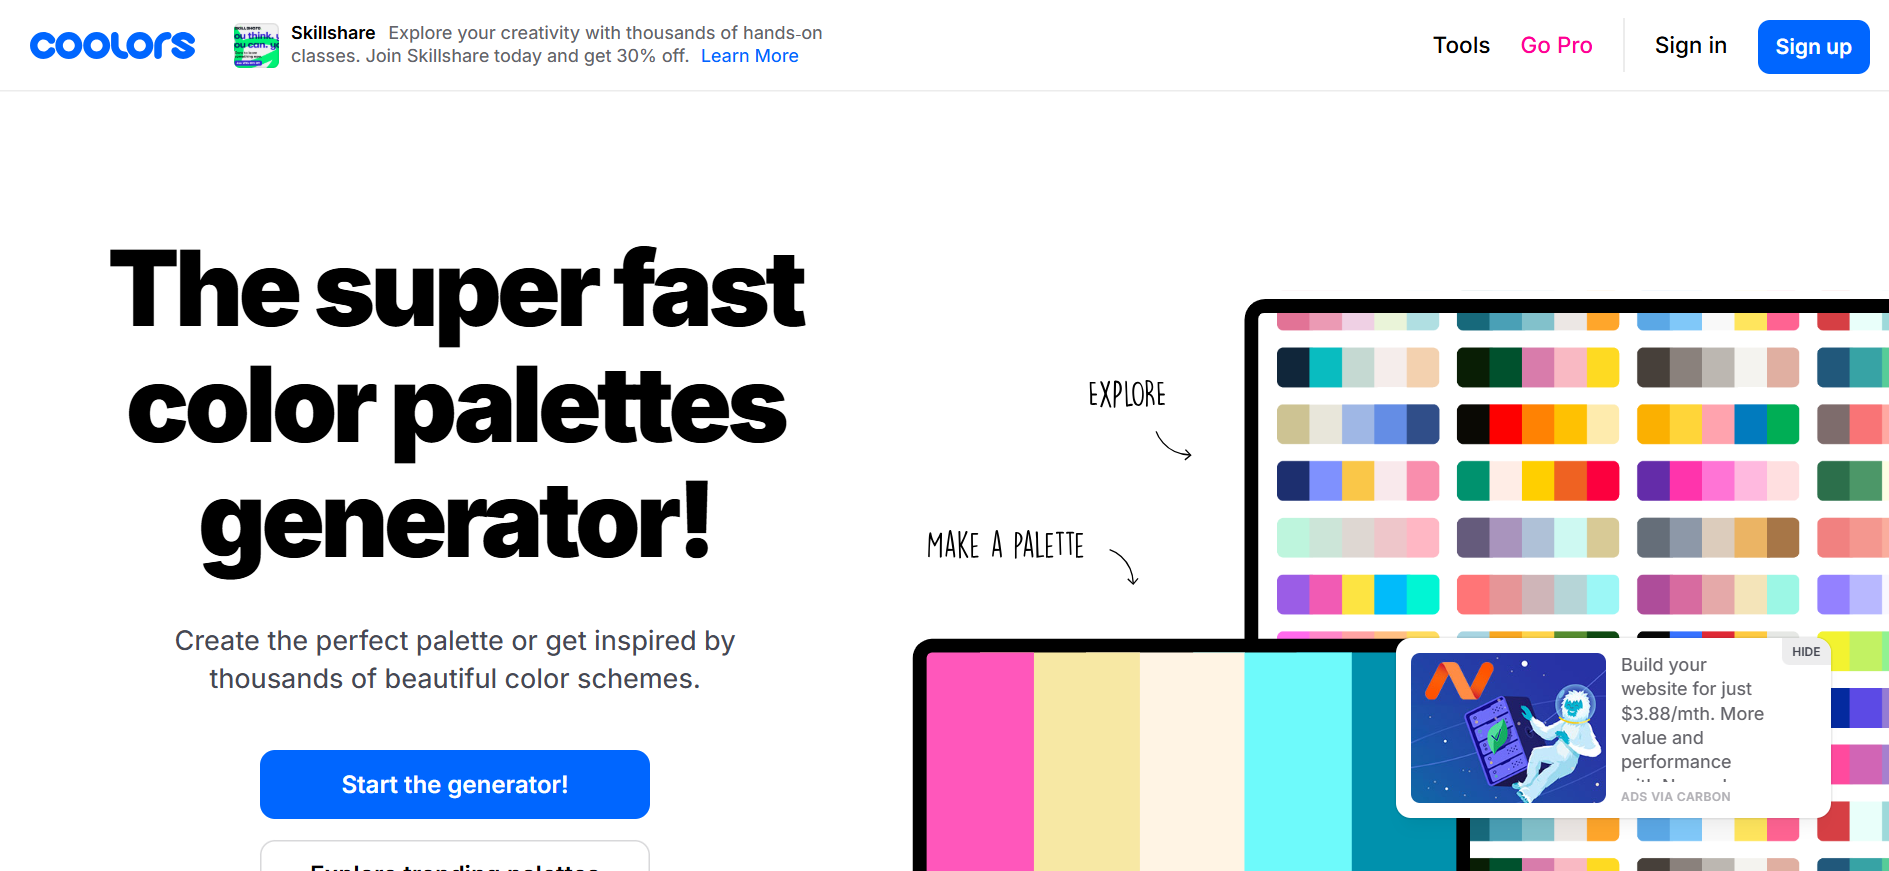 coolors
Skillshare Explore your creativity with thousands of hands-on
classes. Join Skillshare today and get 30% off. Learn More
Tools
Go Pro
Sign in
Sign up
The super fast
color palettes
generator!
Create the perfect palette or get inspired by
thousands of beautiful color schemes.
Start the generator!
Explore trending palettes
EXPLORE
MAKE A PALETTE
HIDE
Build your
website for just
$3.88/mth. More
value and
performance
ADS VIA CARBON